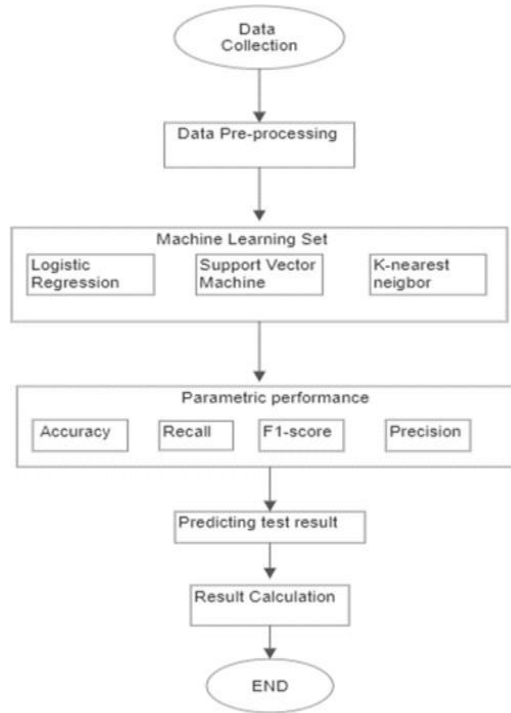 Data
Collection
Data Pre-processing
Machine Learning Set
Logistic
Regression
Support Vector
Machine
K-nearest
neigbor
Parametric performance
Accuracy
Recall
F1-score
Precision
Predicting test result
Result Calculation
END